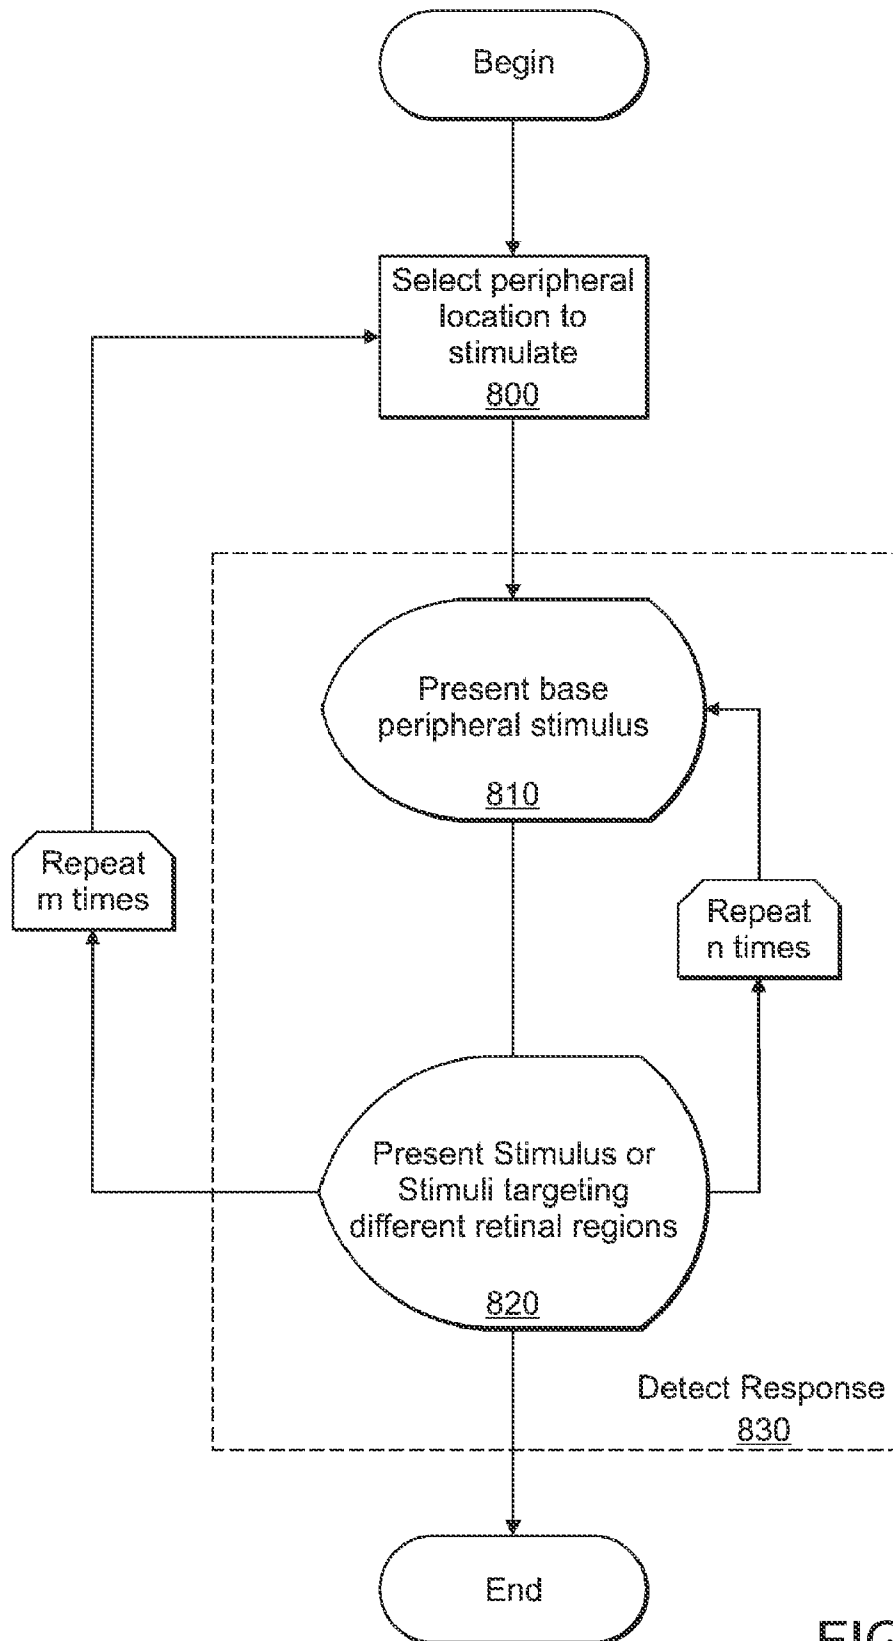 Begin
Select peripheral
location to
stimulate
800
Present base
peripheral stimulus
810
Repeat
m times
Repeat
n times
Present Stimulus or
Stimuli targeting
different retinal regions
820
Detect Response
830
End
FIG